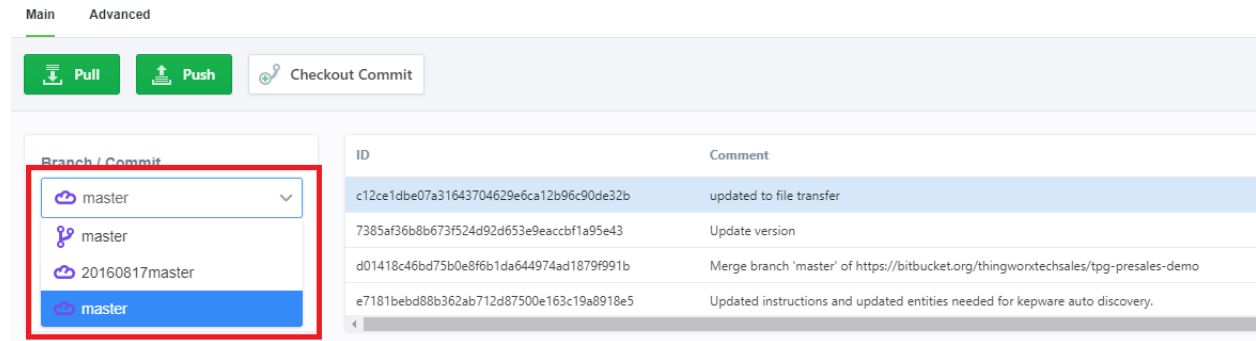 Main Advanced
Pull Push Checkout Commit
Branch / Commit
master
master
20160817master
master
ID Comment
c12ce1dbe07a31643704629e6ca12b96c90de32b updated to file transfer
7385af36b8b673f524d92d653e9eaccbf1a95e43 Update version
d01418c46bd75b0e8f6b1da644974ad1879f991b Merge branch 'master' of https://bitbucket.org/thingworxtechsales/tpg-presales-demo
e7181bebd88b362ab712d87500e163c19a8918e5 Updated instructions and updated entities needed for kepware auto discovery.